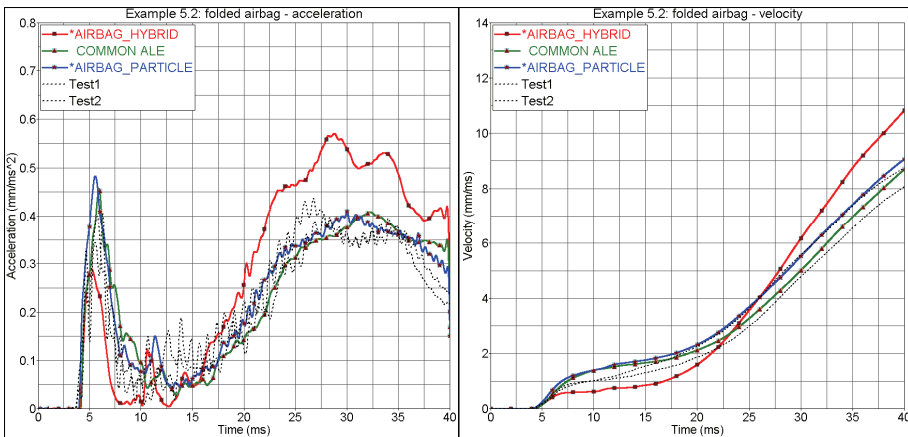 Example 5.2: folded airbag - acceleration
*AIRBAG_HYBRID
COMMON ALE
*AIRBAG_PARTICLE
Test1
Test2
Acceleration (mm/ms^2)
0.8
0.7
0.6
0.5
0.4
0.3
0.2
0.1
0
0 5 10 15 20 25 30 35 40
Time (ms)
Example 5.2: folded airbag - velocity
*AIRBAG_HYBRID
COMMON ALE
*AIRBAG_PARTICLE
Test1
Test2
Velocity (mm/ms)
14
12
10
8
6
4
2
0
0 5 10 15 20 25 30 35 40
Time (ms)